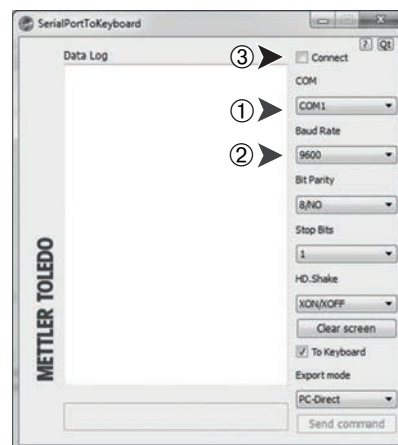 SerialPortToKeyboard
? Qt
Data Log
③ Connect
COM
① COM1
Baud Rate
② 9600
Bit Parity
8/NO
Stop Bits
1
HD.Shake
XON/XOFF
Clear screen
To Keyboard
Export mode
PC-Direct
Send command
METTLER TOLEDO